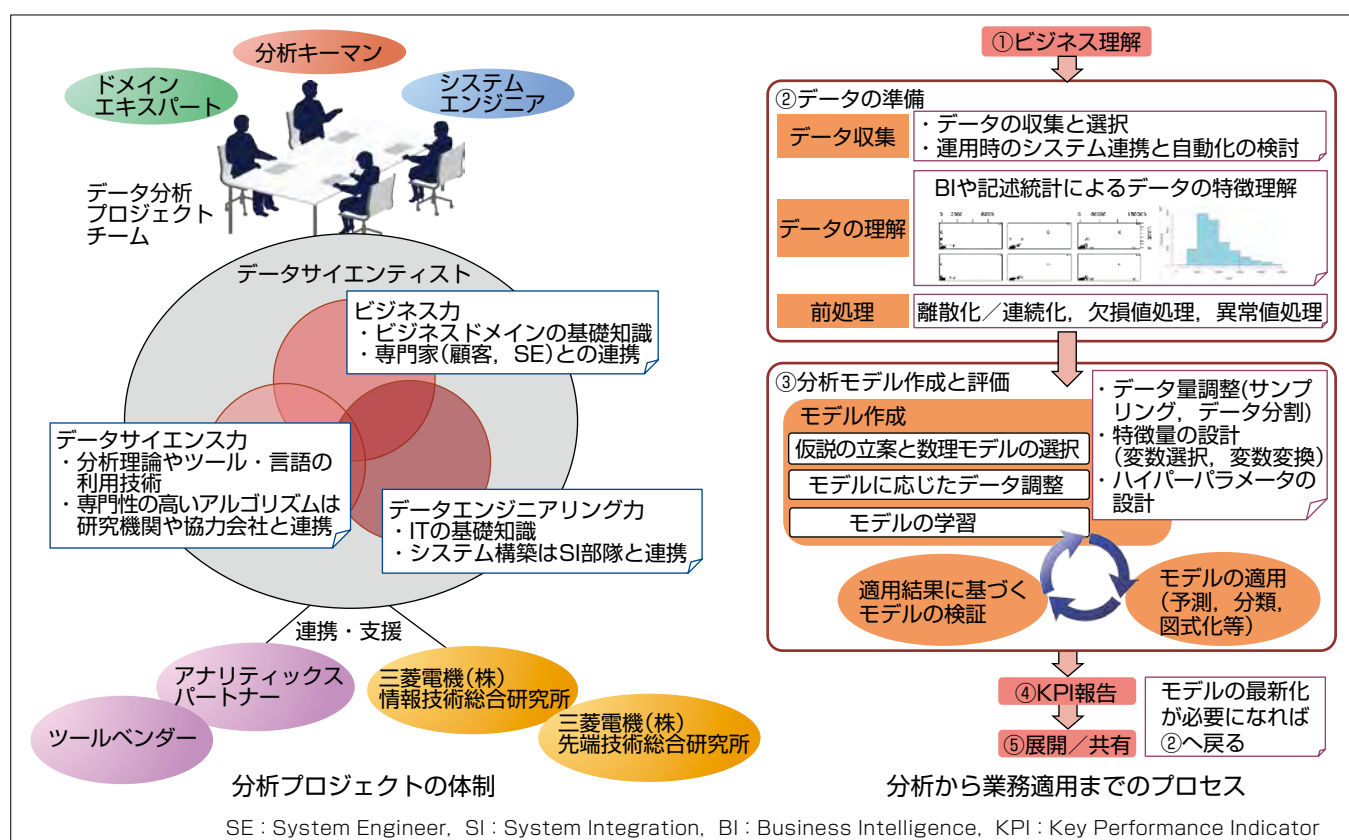 分析キーマン
ドメイン
エキスパート
システム
エンジニア
データ分析
プロジェクト
チーム
データサイエンティスト
ビジネス力
・ビジネスドメインの基礎知識
・専門家(顧客，SE)との連携
データサイエンス力
・分析理論やツール・言語の
利用技術
・専門性の高いアルゴリズムは
研究機関や協力会社と連携
データエンジニアリング力
・ITの基礎知識
・システム構築はSI部隊と連携
連携・支援
アナリティックス
パートナー
ツールベンダー
三菱電機(株)
情報技術総合研究所
三菱電機(株)
先端技術総合研究所
分析プロジェクトの体制
①ビジネス理解
②データの準備
データ収集
・データの収集と選択
・運用時のシステム連携と自動化の検討
データの理解
BIや記述統計によるデータの特徴理解
前処理
離散化／連続化，欠損値処理，異常値処理
③分析モデル作成と評価
モデル作成
仮説の立案と数理モデルの選択
モデルに応じたデータ調整
モデルの学習
・データ量調整(サンプ
リング，データ分割)
・特徴量の設計
(変数選択，変数変換)
・ハイパーパラメータの
設計
適用結果に基づく
モデルの検証
モデルの適用
(予測，分類，
図式化等)
④KPI報告
⑤展開／共有
モデルの最新化
が必要になれば
②へ戻る
分析から業務適用までのプロセス
SE：System Engineer，SI：System Integration，BI：Business Intelligence，KPI：Key Performance Indicator